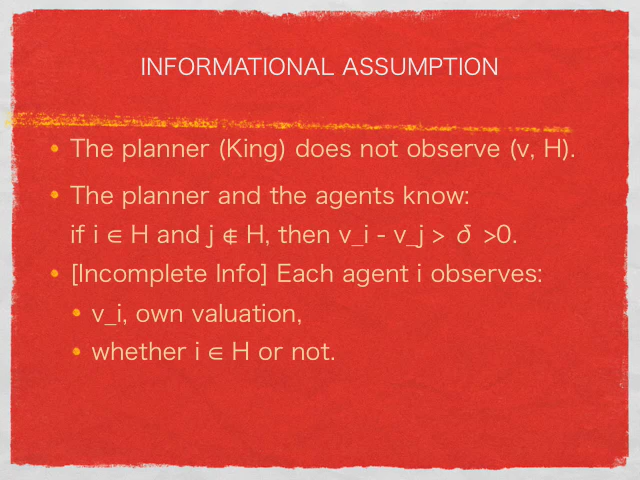 INFORMATIONAL ASSUMPTION
• The planner (King) does not observe (v, H).
• The planner and the agents know:
if i ∈ H and j ∉ H, then v_i - v_j > δ >0.
• [Incomplete Info] Each agent i observes:
• v_i, own valuation,
• whether i ∈ H or not.